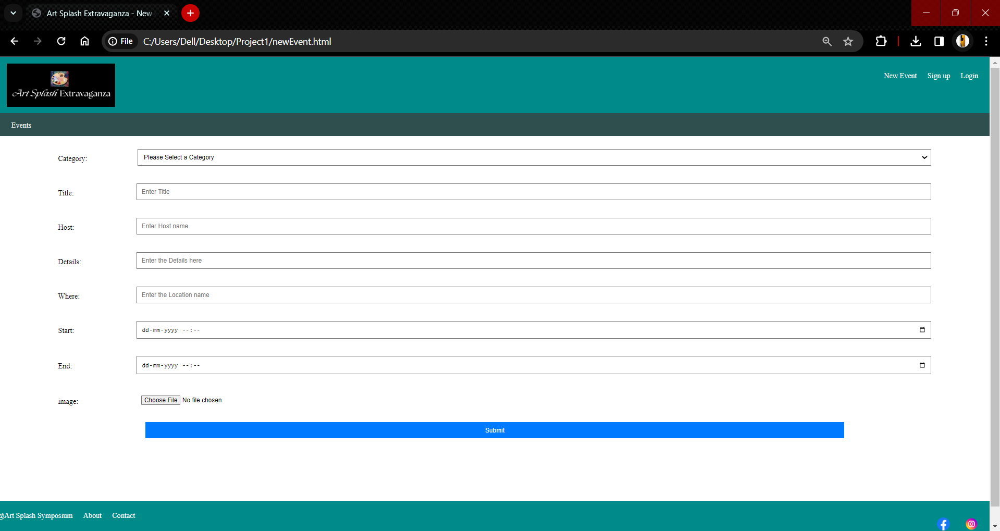 Art Splash Extravaganza - New
File C:/Users/Dell/Desktop/Project1/newEvent.html
Art Splash Extravaganza
New Event Sign up Login
Events
Category: Please Select a Category
Title: Enter Title
Host: Enter Host name
Details: Enter the Details here
Where: Enter the Location name
Start: dd-mm-yyyy --:--
End: dd-mm-yyyy --:--
image: Choose File No file chosen
Submit
@Art Splash Symposium About Contact